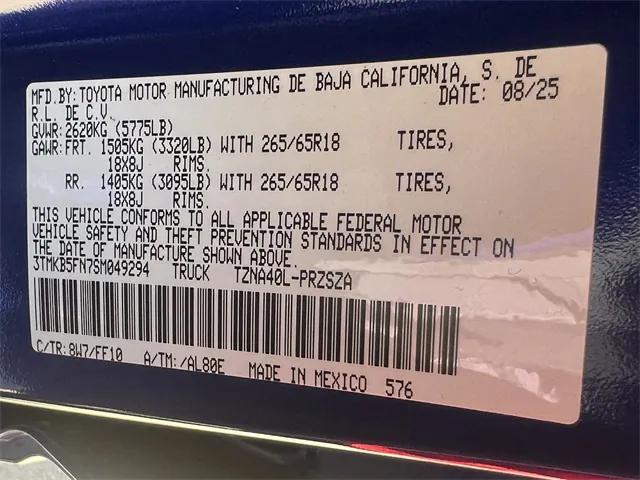 MFD.BY: TOYOTA MOTOR MANUFACTURING DE BAJA CALIFORNIA, S. DE
R.L. DE C.V. DATE: 08/25
GVWR: 2620KG (5775LB)
GAWR: FRT. 1505KG (3320LB) WITH 265/65R18 TIRES,
18X8J RIMS.
RR. 1405KG (3095LB) WITH 265/65R18 TIRES,
18X8J RIMS.
THIS VEHICLE CONFORMS TO ALL APPLICABLE FEDERAL MOTOR
VEHICLE SAFETY AND THEFT PREVENTION STANDARDS IN EFFECT ON
THE DATE OF MANUFACTURE SHOWN ABOVE.
3TMKB5FN7SM049294 TRUCK TZNA40L-PRZSZA
C/TR: 8W7/FF10 A/TM: /AL80E MADE IN MEXICO 576